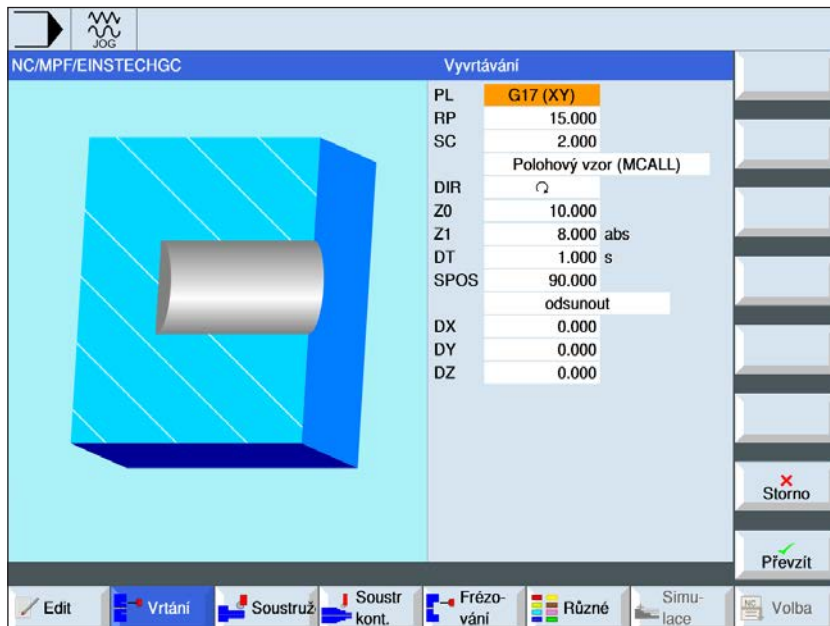 JOG
NC/MPF/EINSTECHGC
Vyvrtávání
PL G17 (XY)
RP 15.000
SC 2.000
Polohový vzor (MCALL)
DIR
Z0 10.000
Z1 8.000 abs
DT 1.000 s
SPOS 90.000
odsunout
DX 0.000
DY 0.000
DZ 0.000
Storno
Převzít
Edit
Vrtání
Soustruž
Soustr
kont.
Frézo-
vání
Různé
Simu-
lace
NC
Volba